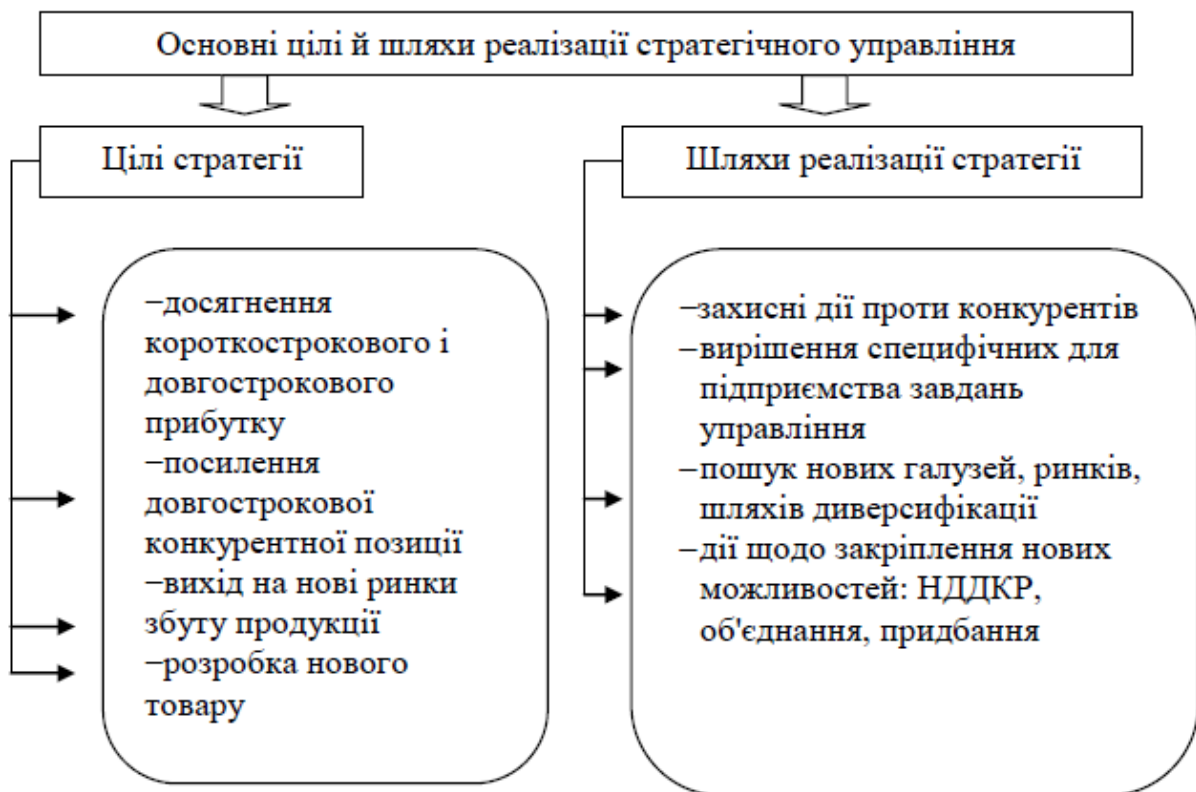 Основні цілі й шляхи реалізації стратегічного управління
Цілі стратегії
–досягнення
короткострокового і
довгострокового
прибутку
–посилення
довгострокової
конкурентної позиції
–вихід на нові ринки
збуту продукції
–розробка нового
товару
Шляхи реалізації стратегії
–захисні дії проти конкурентів
–вирішення специфічних для
підприємства завдань
управління
–пошук нових галузей, ринків,
шляхів диверсифікації
–дії щодо закріплення нових
можливостей: НДДКР,
об'єднання, придбання